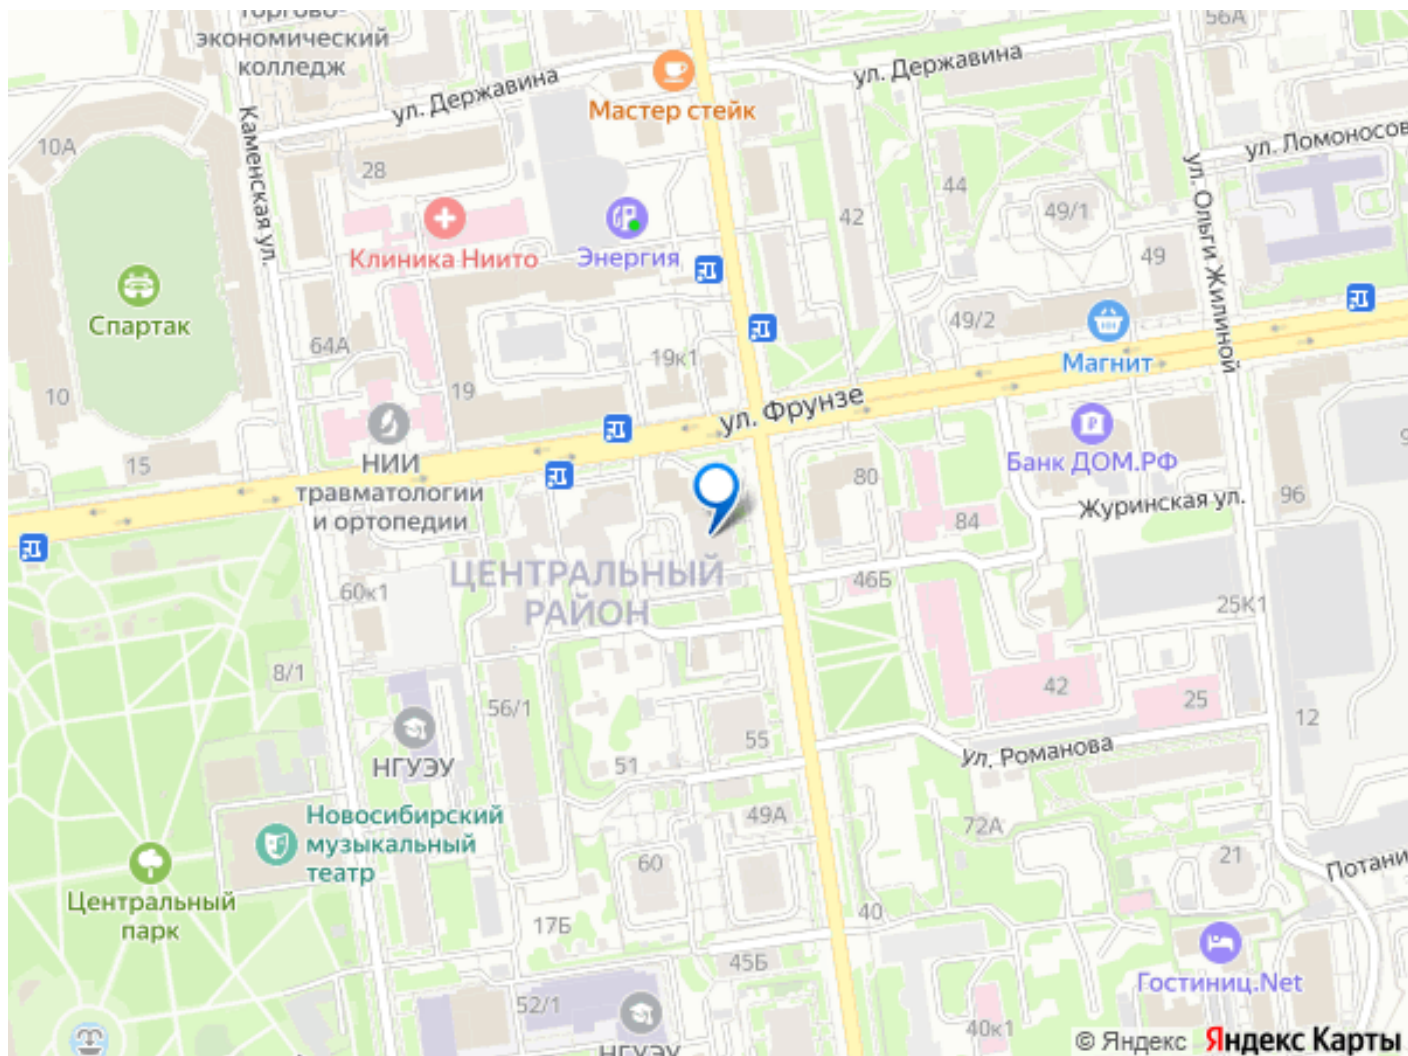 торгово-
экономический
колледж
56А
Мастер стейк
ул. Державина
ул. Державина
Каменская ул.
10А
28
ул. Ломоносов
ул. Ольги Жилиной
44
49/1
42
49
Клиника Ниито
Энергия
Спартак
64А
19к1
49/2
Магнит
10
19
ул. Фрунзе
15
НИИ
травматологии
и ортопедии
Банк ДОМ.РФ
80
84
Журинская ул.
96
9
ЦЕНТРАЛЬНЫЙ
РАЙОН
60к1
46Б
25К1
8/1
56/1
42
25
12
НГУЭУ
51
55
ул. Романова
Новосибирский
музыкальный
театр
49А
72А
60
21
Потани
Центральный
парк
17Б
40
45Б
Гостиниц.Net
52/1
НГУЭУ
40к1
© Яндекс Яндекс Карты